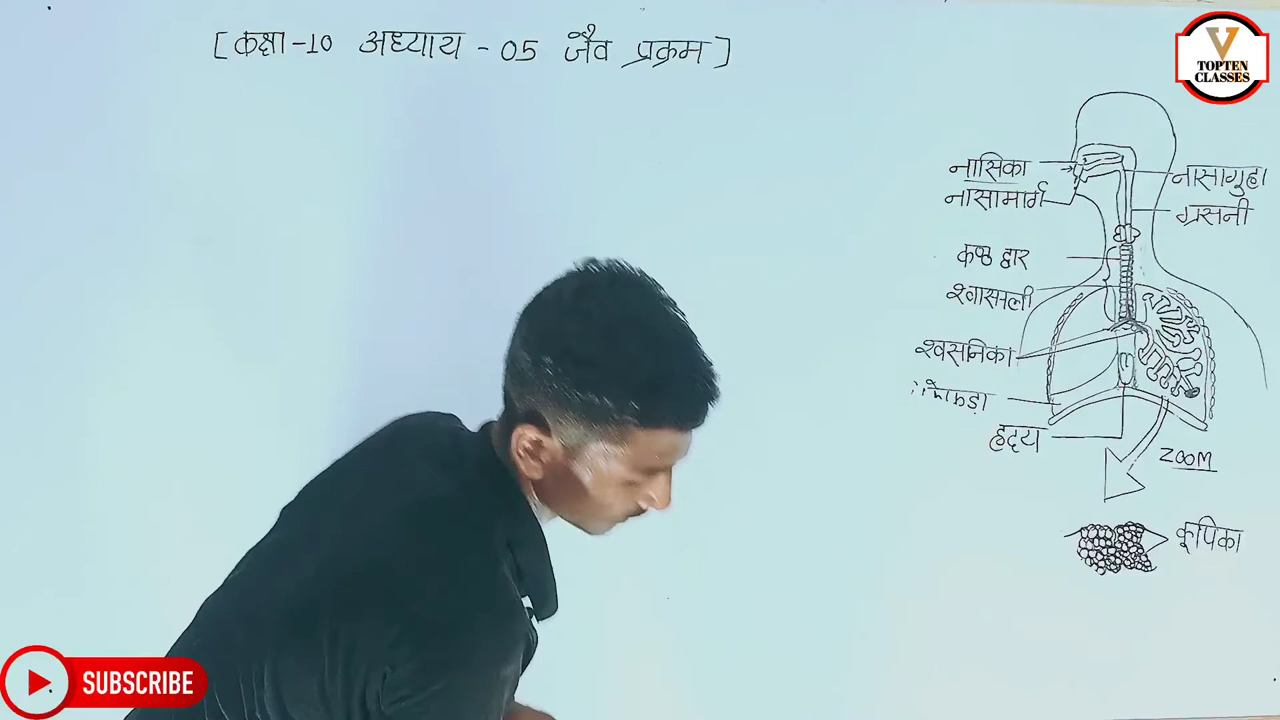 [ कक्षा -10 अध्याय - 05 जैव प्रक्रम ]
TOPTEN
CLASSES
नासिका
नासागुहा
नासामार्ग
ग्रसनी
कण्ठ द्वार
श्वासनली
श्वसनिका
हृदय
ZOOM
कूपिका
SUBSCRIBE